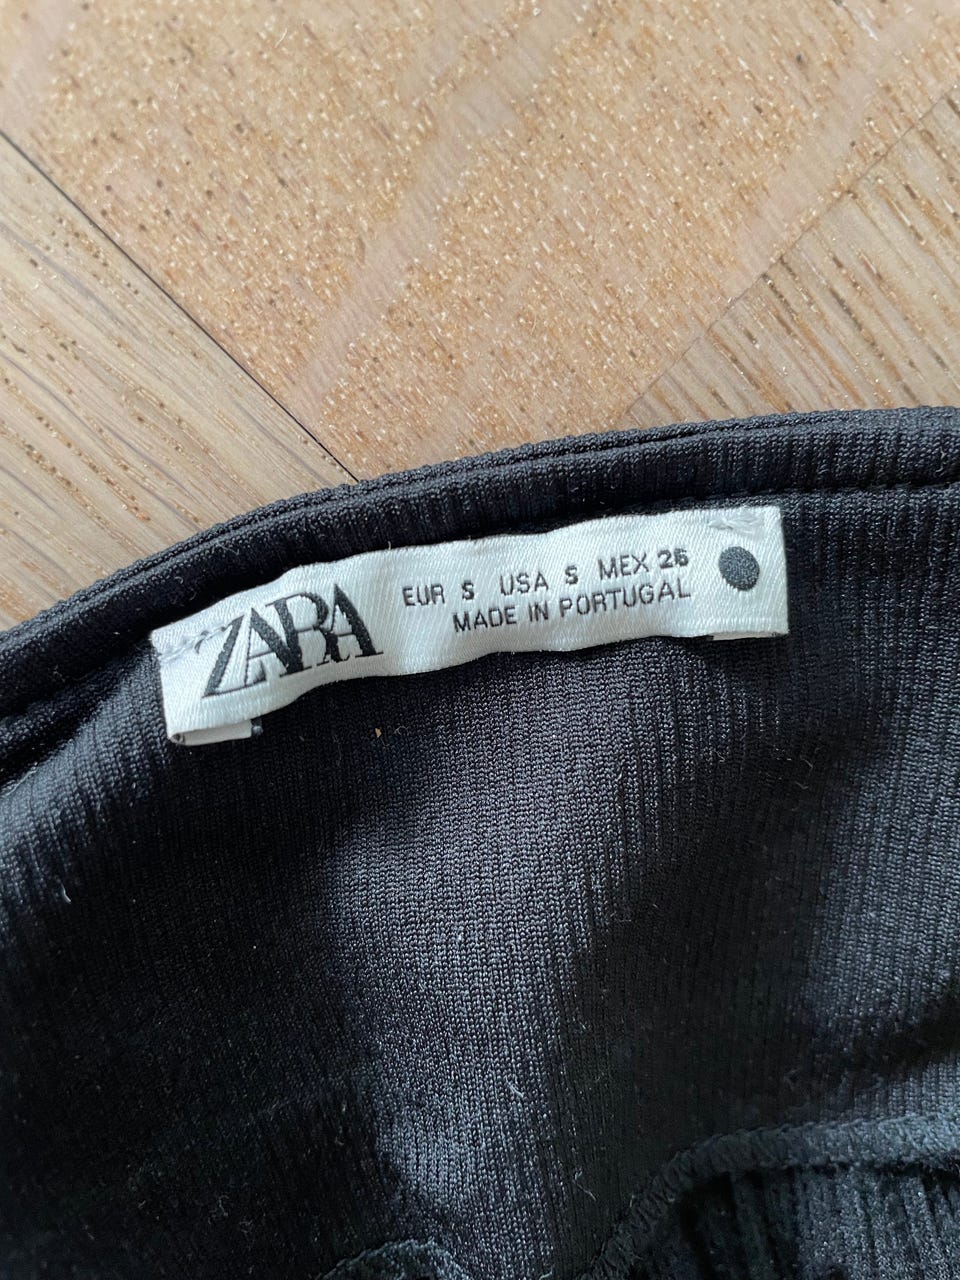 ZARA
EUR S USA S MEX 26
MADE IN PORTUGAL